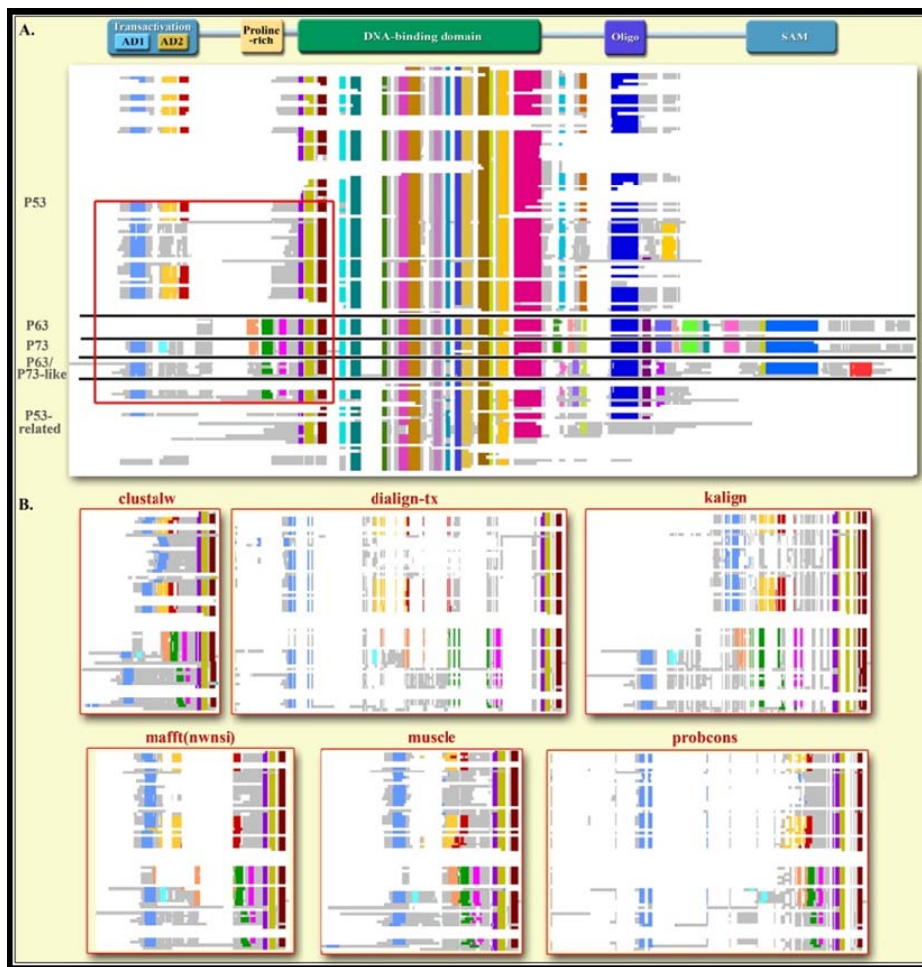 A.
Transactivation
AD1 AD2
Proline
-rich
DNA-binding domain
Oligo
SAM
P53
P63
P73
P63/
P73-like
P53-
related
B.
clustalw
dialign-tx
kalign
mafft(nwnsi)
muscle
probcons